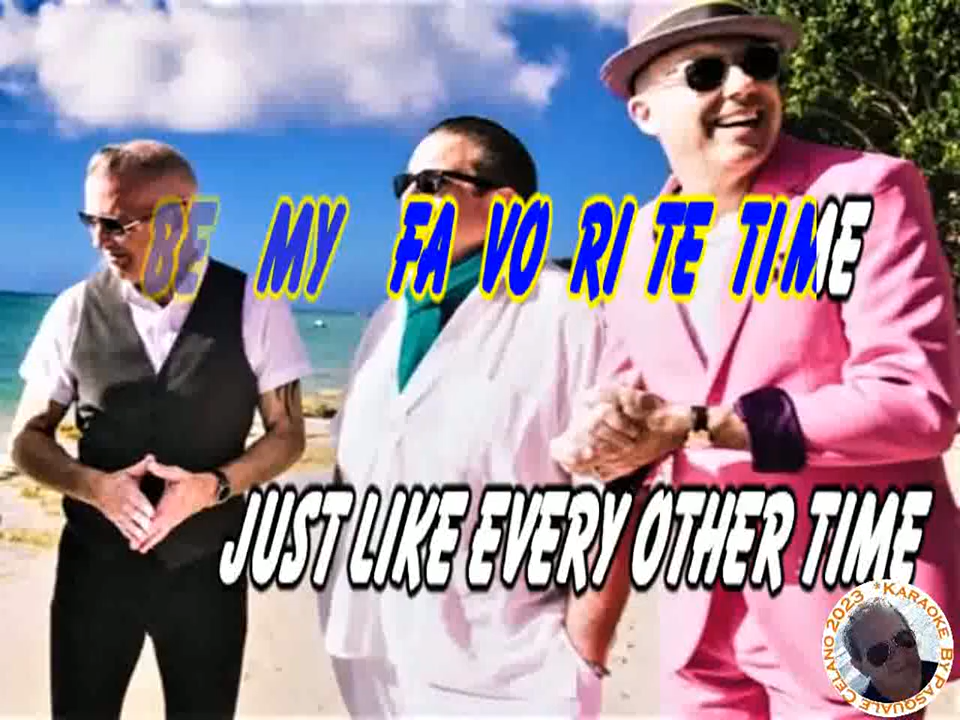 BE MY FA VO RI TE TIME
JUST LIKE EVERY OTHER TIME
*KARAOKE BY PASQUALE CELANO 2023